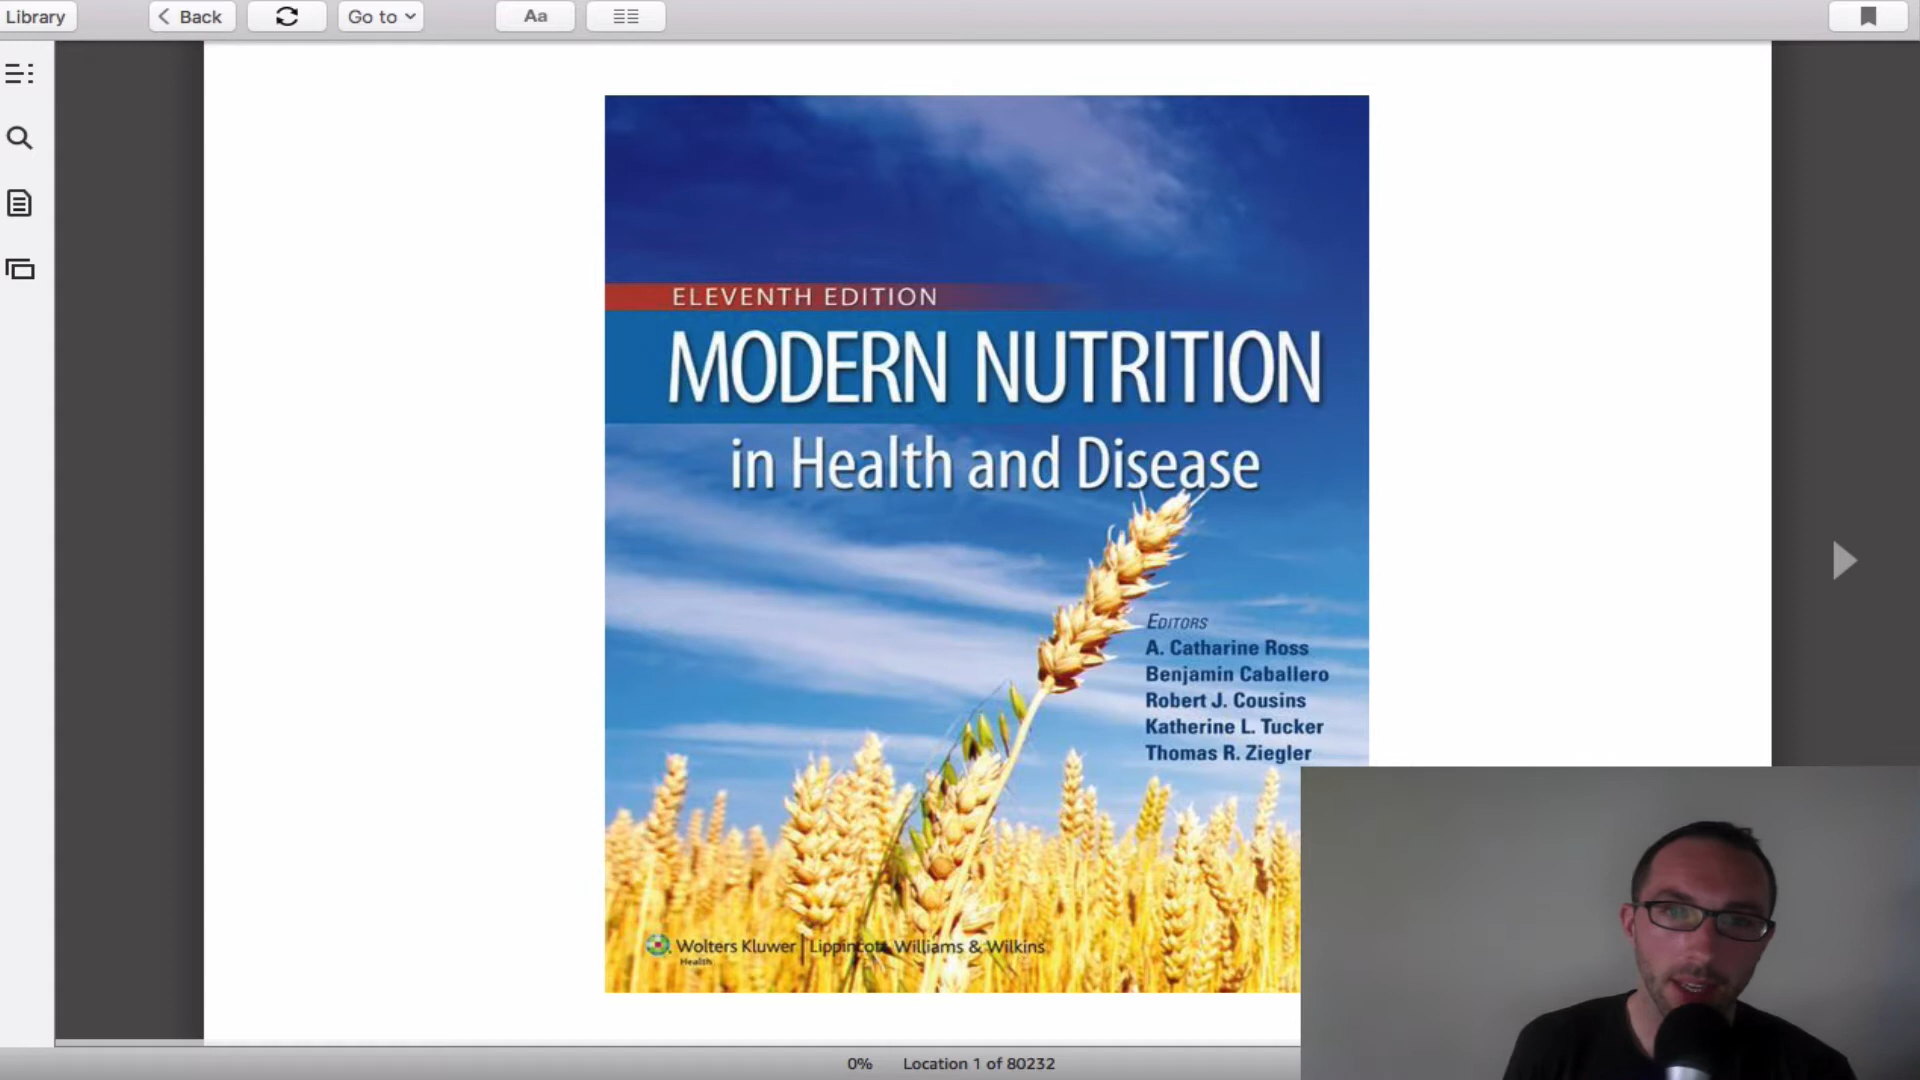 Library
Back
Go to
Aa
ELEVENTH EDITION
MODERN NUTRITION
in Health and Disease
EDITORS
A. Catharine Ross
Benjamin Caballero
Robert J. Cousins
Katherine L. Tucker
Thomas R. Ziegler
Wolters Kluwer | Lippincott Williams & Wilkins
Health
0% Location 1 of 80232